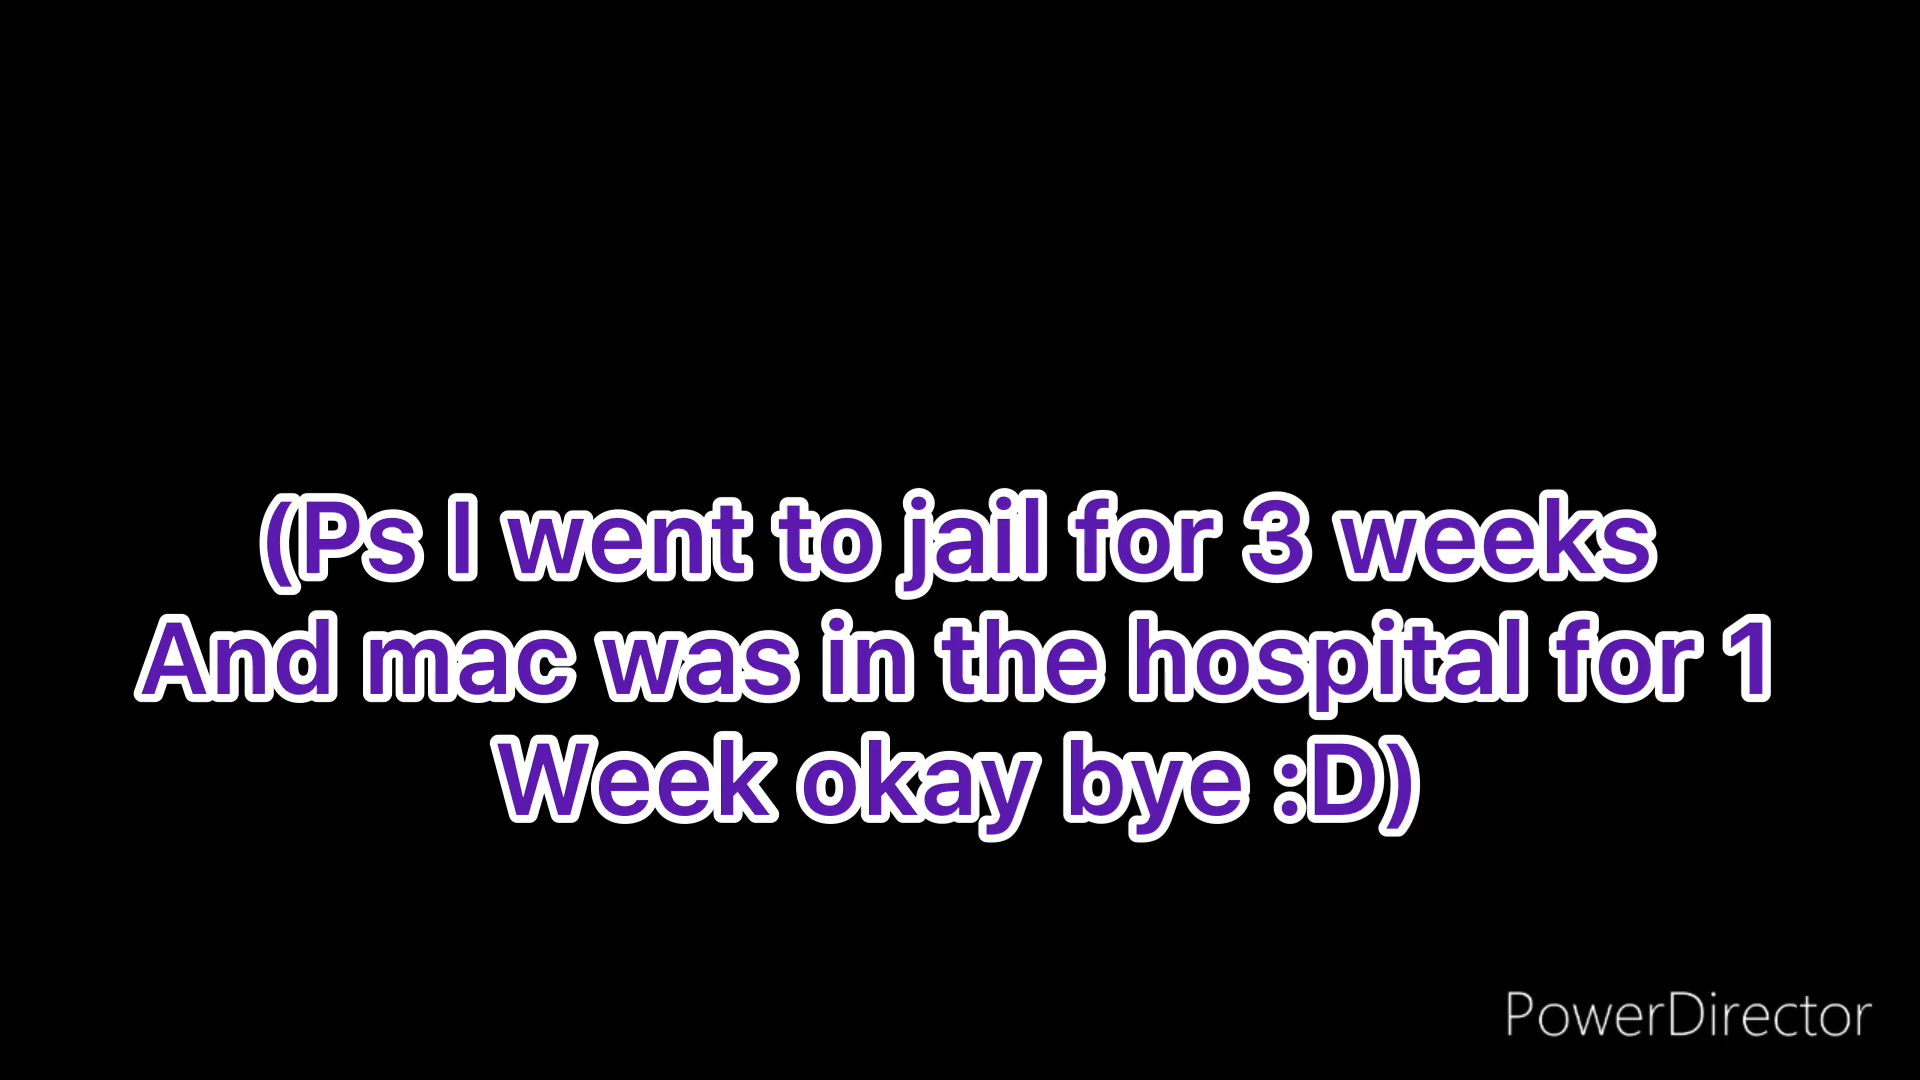 (Ps I went to jail for 3 weeks
And mac was in the hospital for 1
Week okay bye :D)
PowerDirector